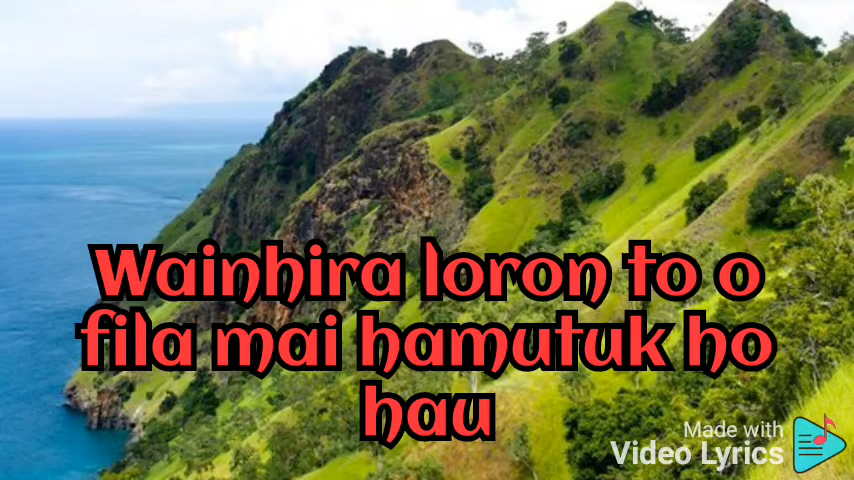 Wainhira loron to o
fila mai hamutuk ho
hau
Made with
Video Lyrics